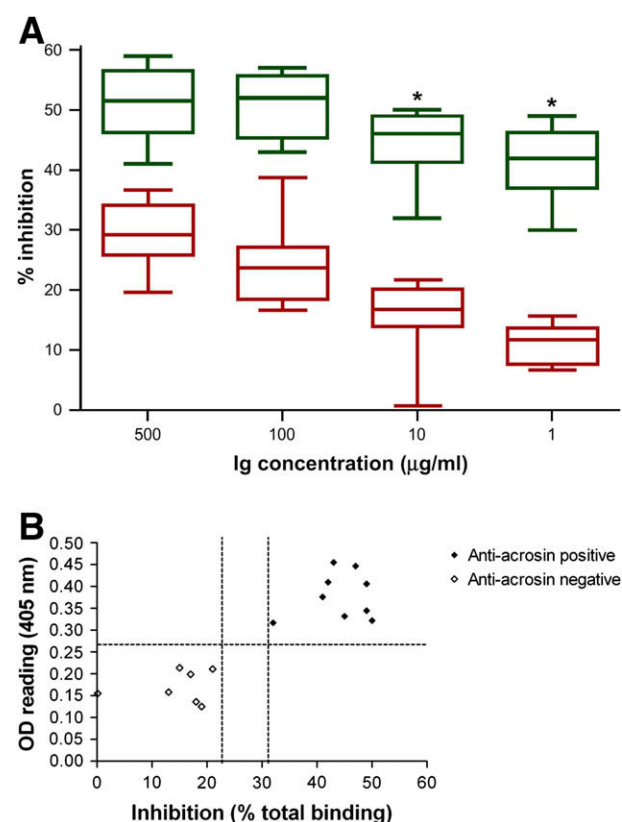 A
60
50
40
30
20
10
0
% inhibition
* *
500 100 10 1
Ig concentration (μg/ml)
B
0.50
0.45
0.40
0.35
0.30
0.25
0.20
0.15
0.10
0.05
0.00
OD reading (405 nm)
0 10 20 30 40 50 60
Inhibition (% total binding)
Anti-acrosin positive
Anti-acrosin negative